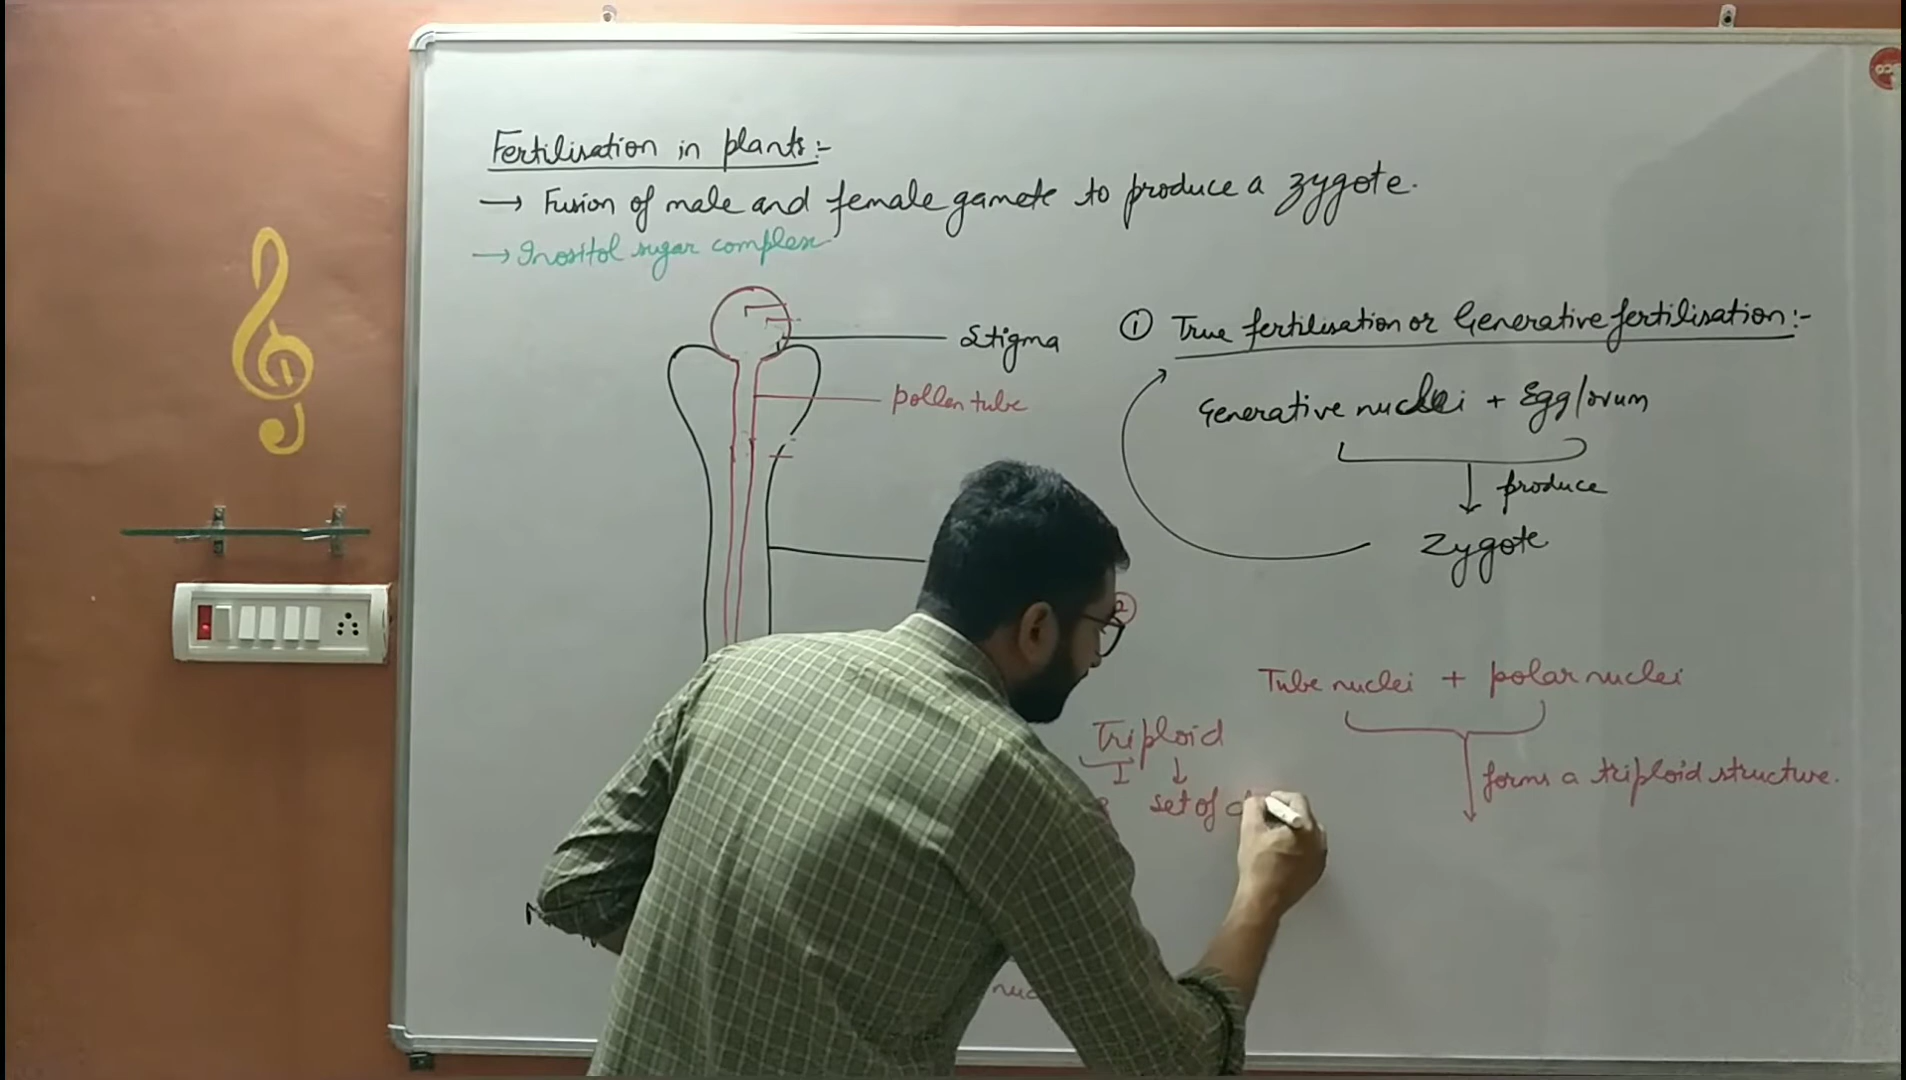 Fertilisation in plants:-
→ Fusion of male and female gamete to produce a zygote.
→ Inositol sugar complex
Stigma
pollen tube
① True fertilisation or Generative fertilisation:-
Generative nuclei + Egg/ovum
produce
Zygote
②
Tube nuclei + polar nuclei
forms a triploid structure.
Triploid
set of